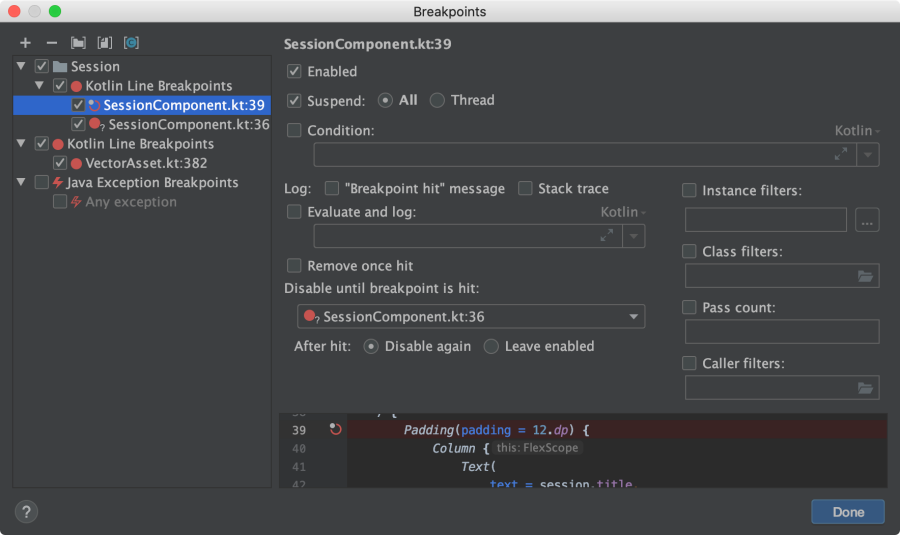 Breakpoints
Session
Kotlin Line Breakpoints
SessionComponent.kt:39
SessionComponent.kt:36
Kotlin Line Breakpoints
VectorAsset.kt:382
Java Exception Breakpoints
Any exception
SessionComponent.kt:39
Enabled
Suspend: All Thread
Condition: Kotlin
Log: "Breakpoint hit" message Stack trace
Evaluate and log: Kotlin
Remove once hit
Disable until breakpoint is hit:
SessionComponent.kt:36
After hit: Disable again Leave enabled
Instance filters:
...
Class filters:
Pass count:
Caller filters:
) {
39 Padding(padding = 12.dp) {
40 Column { this: FlexScope
41 Text(
42 text = session.title,
? Done